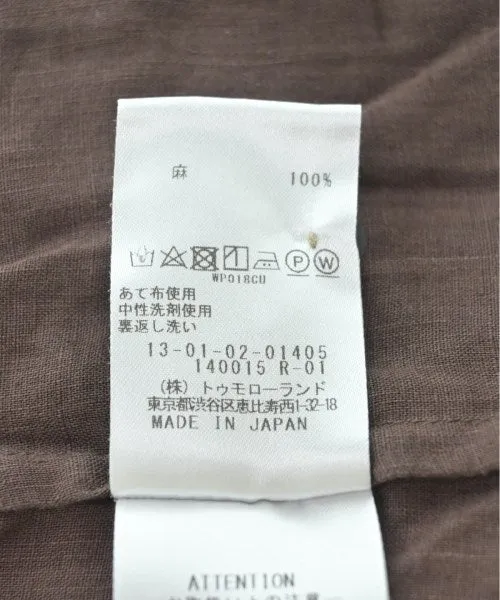 麻 100%
P W
WP018CU
あて布使用
中性洗剤使用
裏返し洗い
13-01-02-01405
140015 R-01
(株) トゥモローランド
東京都渋谷区恵比寿西1-32-18
MADE IN JAPAN
ATTENTION